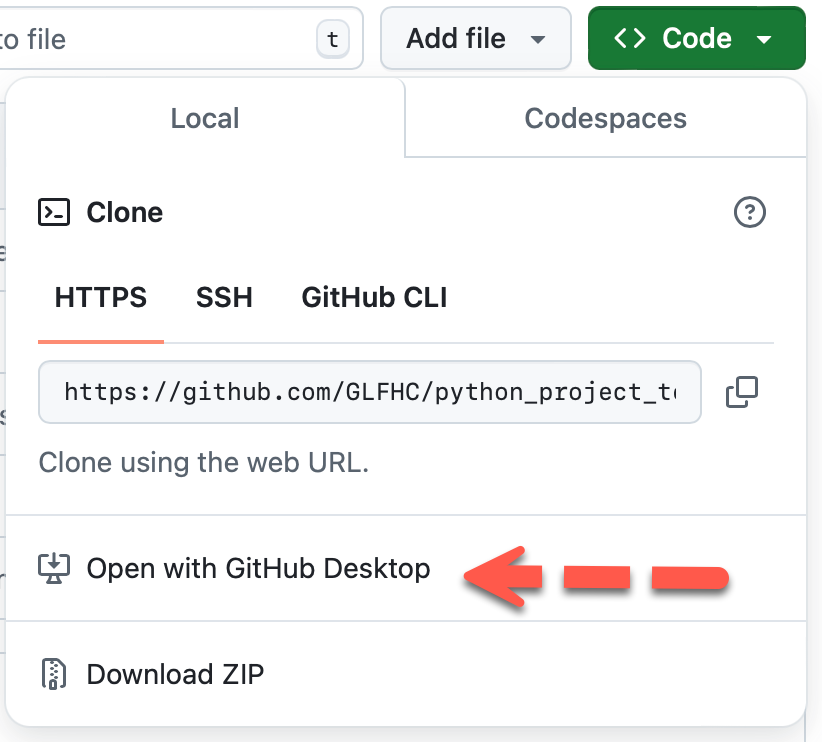 to file
t
Add file
Code
Local
Codespaces
Clone
HTTPS SSH GitHub CLI
https://github.com/GLFHC/python_project_t
Clone using the web URL.
Open with GitHub Desktop
Download ZIP